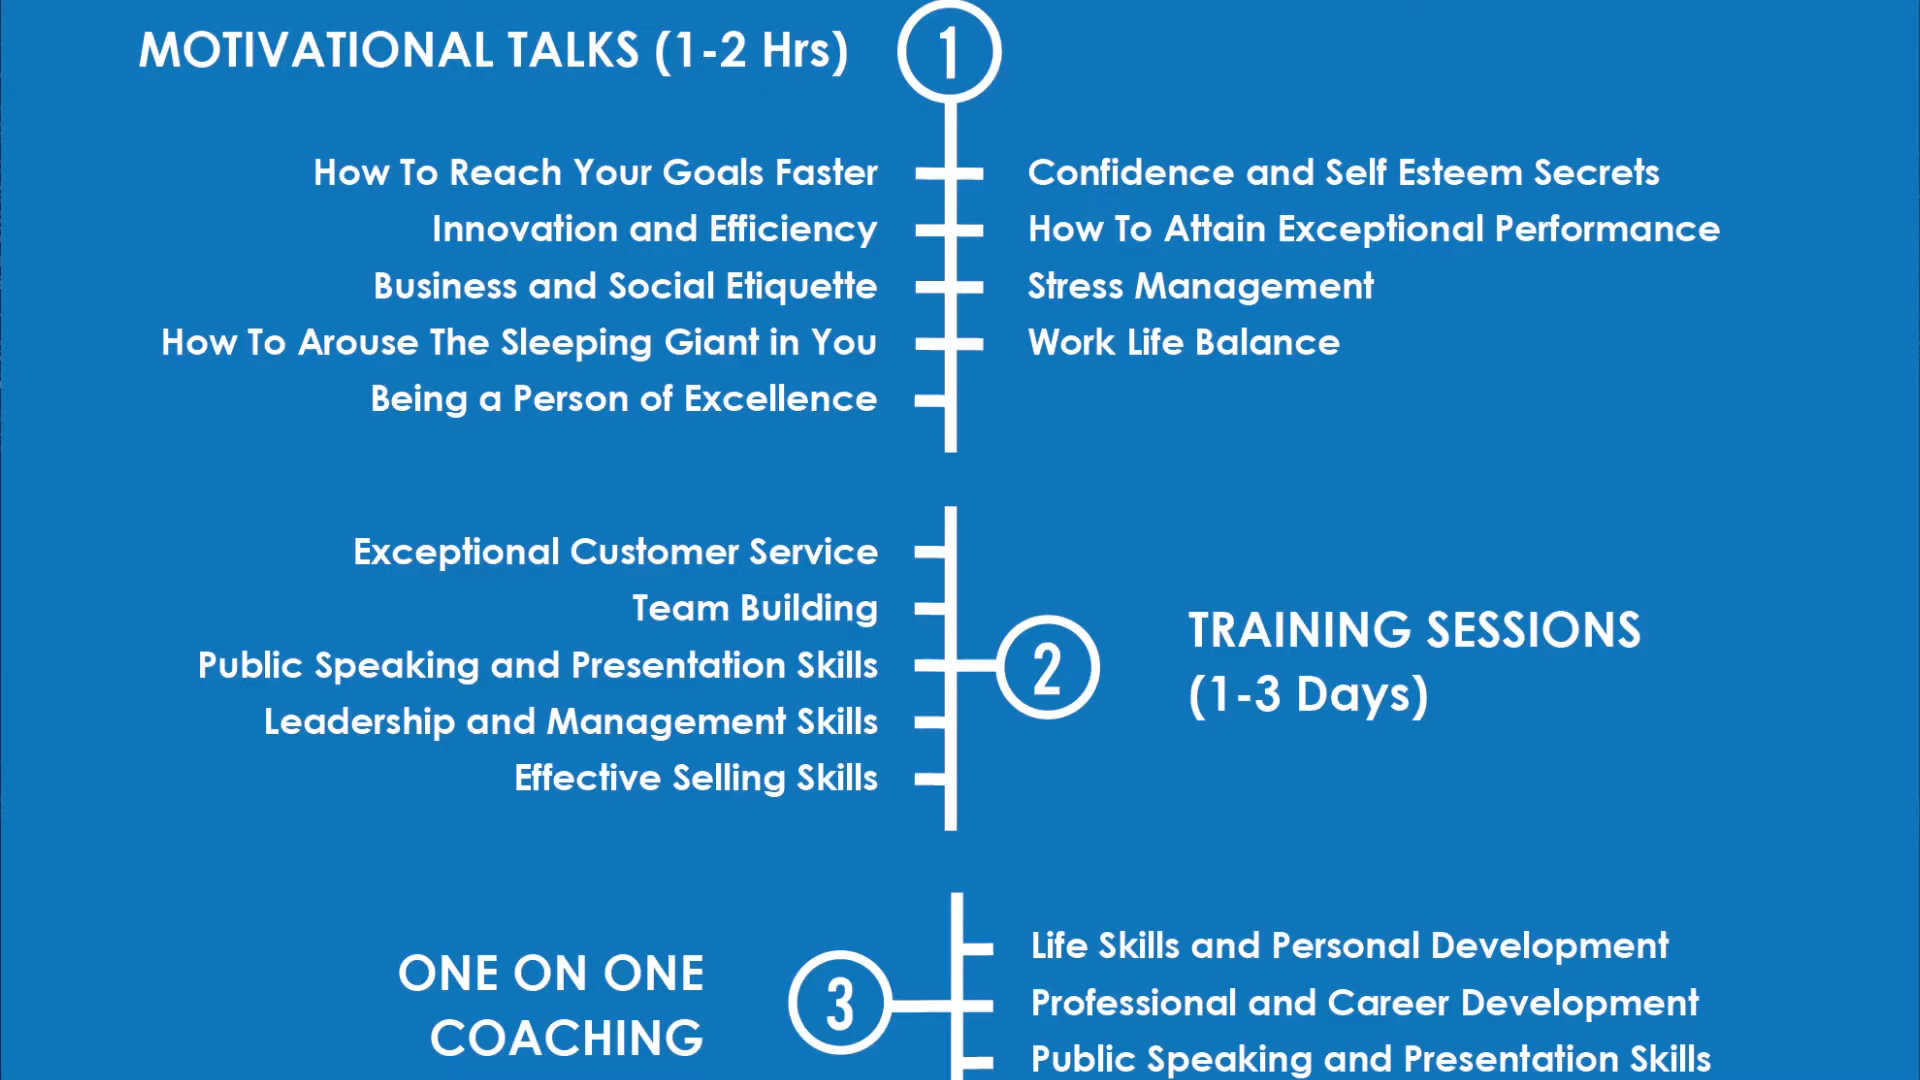 MOTIVATIONAL TALKS (1-2 Hrs)
1
How To Reach Your Goals Faster
Innovation and Efficiency
Business and Social Etiquette
How To Arouse The Sleeping Giant in You
Being a Person of Excellence
Confidence and Self Esteem Secrets
How To Attain Exceptional Performance
Stress Management
Work Life Balance
Exceptional Customer Service
Team Building
Public Speaking and Presentation Skills
Leadership and Management Skills
Effective Selling Skills
2
TRAINING SESSIONS
(1-3 Days)
ONE ON ONE
COACHING
3
Life Skills and Personal Development
Professional and Career Development
Public Speaking and Presentation Skills